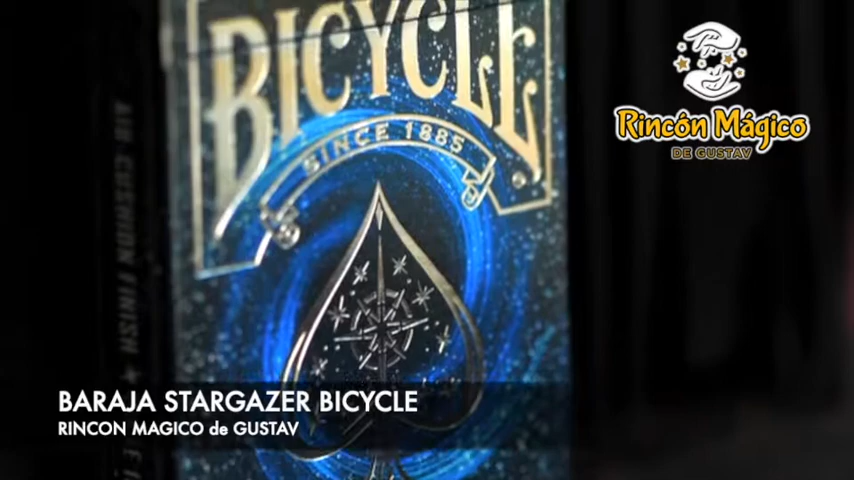 BICYCLE
SINCE 1885
AIR-CUSHION FINISH
Rincón Mágico
DE GUSTAV
BARAJA STARGAZER BICYCLE
RINCON MAGICO de GUSTAV